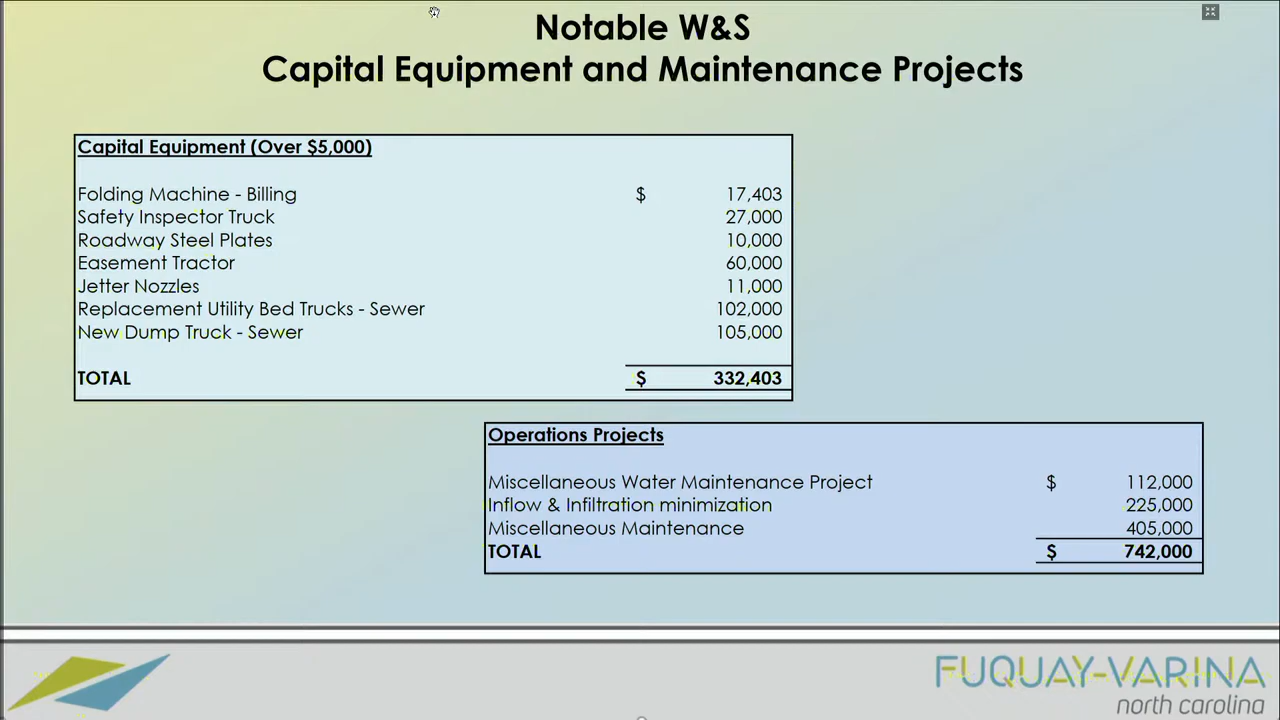 Notable W&S
Capital Equipment and Maintenance Projects
Capital Equipment (Over $5,000)
Folding Machine - Billing $ 17,403
Safety Inspector Truck 27,000
Roadway Steel Plates 10,000
Easement Tractor 60,000
Jetter Nozzles 11,000
Replacement Utility Bed Trucks - Sewer 102,000
New Dump Truck - Sewer 105,000
TOTAL $ 332,403
Operations Projects
Miscellaneous Water Maintenance Project $ 112,000
Inflow & Infiltration minimization 225,000
Miscellaneous Maintenance 405,000
TOTAL $ 742,000
FUQUAY-VARINA
north carolina